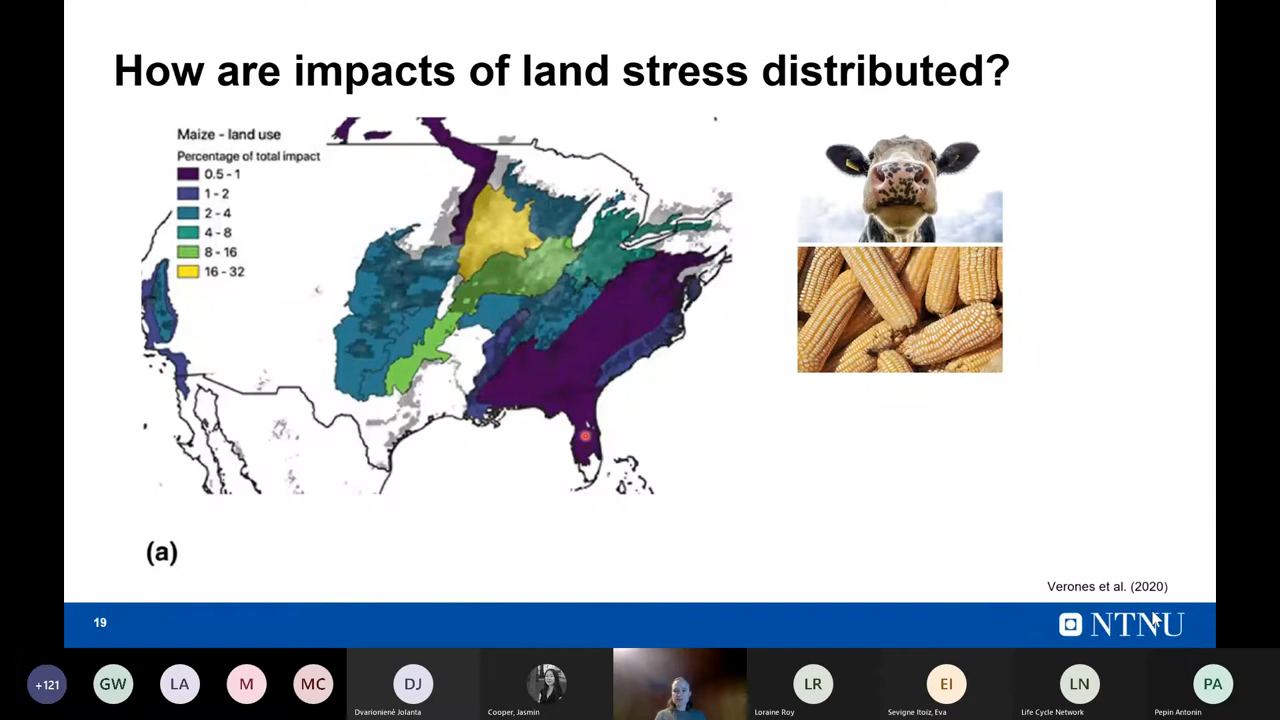 How are impacts of land stress distributed?
Maize - land use
Percentage of total impact
0.5 - 1
1 - 2
2 - 4
4 - 8
8 - 16
16 - 32
(a)
Verones et al. (2020)
19
NTNU
+121
GW
LA
M
MC
DJ
LR
EI
LN
PA
Dvarionienė Jolanta
Cooper, Jasmin
Loraine Roy
Sevigne Itoiz, Eva
Life Cycle Network
Pepin Antonin